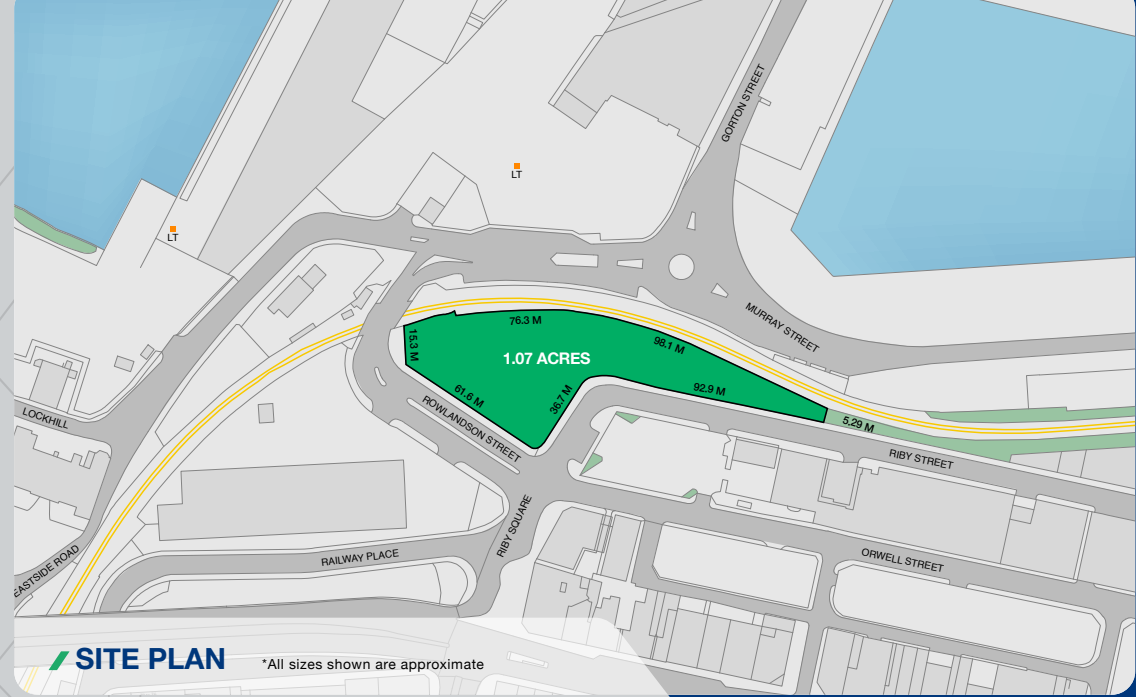 GORTON STREET
LT
LT
MURRAY STREET
76.3 M
98.1 M
15.3 M
1.07 ACRES
61.6 M
36.7 M
92.9 M
5.29 M
ROWLANDSON STREET
LOCKHILL
RIBY STREET
RIBY SQUARE
EASTSIDE ROAD
RAILWAY PLACE
ORWELL STREET
SITE PLAN
*All sizes shown are approximate